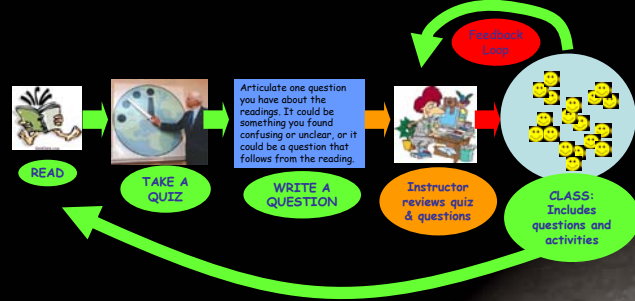 Feedback
Loop
Articulate one question
you have about the
readings. It could be
something you found
confusing or unclear, or it
could be a question that
follows from the reading.
READ
TAKE A
QUIZ
WRITE A
QUESTION
Instructor
reviews quiz
& questions
CLASS:
Includes
questions and
activities